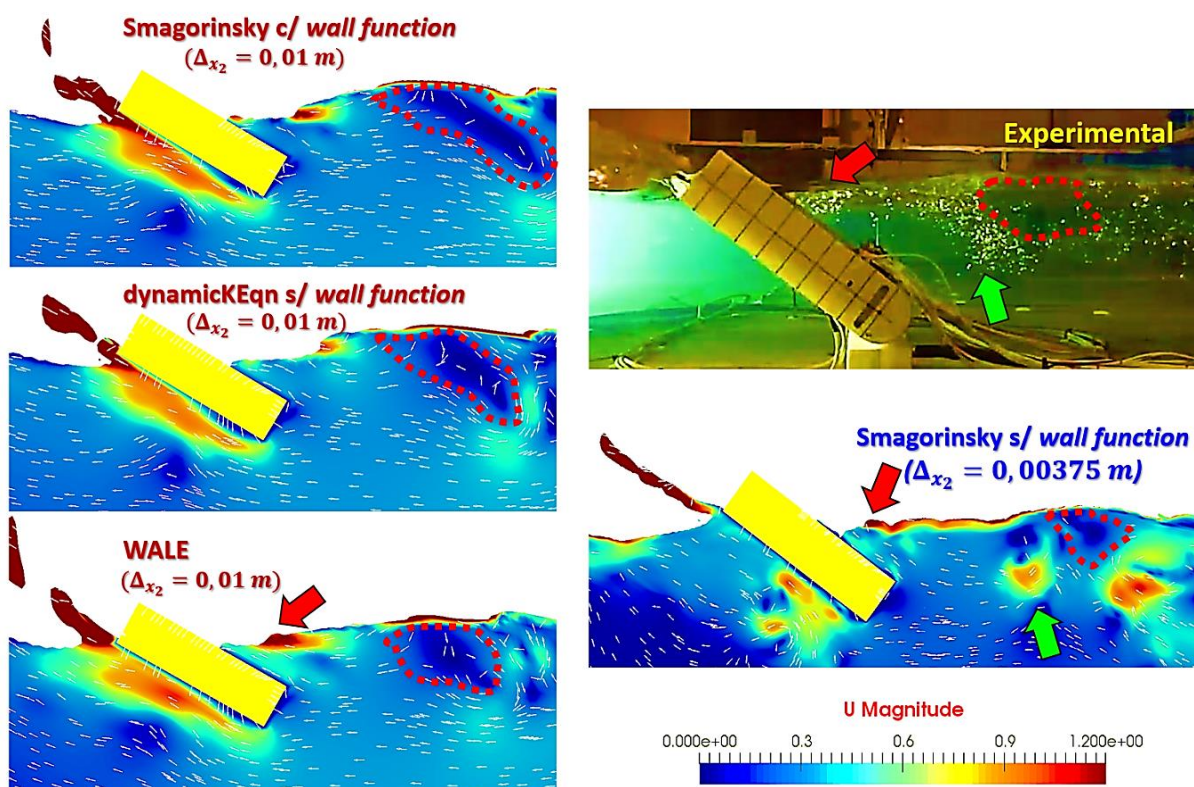 Smagorinsky c/ wall function
(Δx₂ = 0, 01 m)
dynamicKEqn s/ wall function
(Δx₂ = 0, 01 m)
WALE
(Δx₂ = 0, 01 m)
Experimental
Smagorinsky s/ wall function
(Δx₂ = 0, 00375 m)
U Magnitude
0.000e+00 0.3 0.6 0.9 1.200e+00